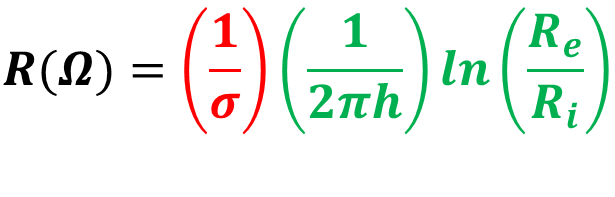 R(Ω) = (1/σ) (1/2πh) ln (Rₑ/Rᵢ)